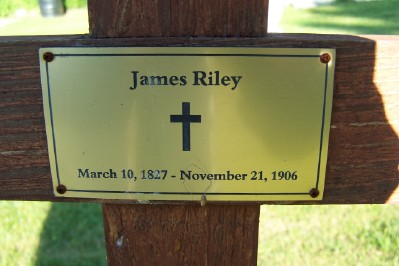 James Riley
March 10, 1827 - November 21, 1906